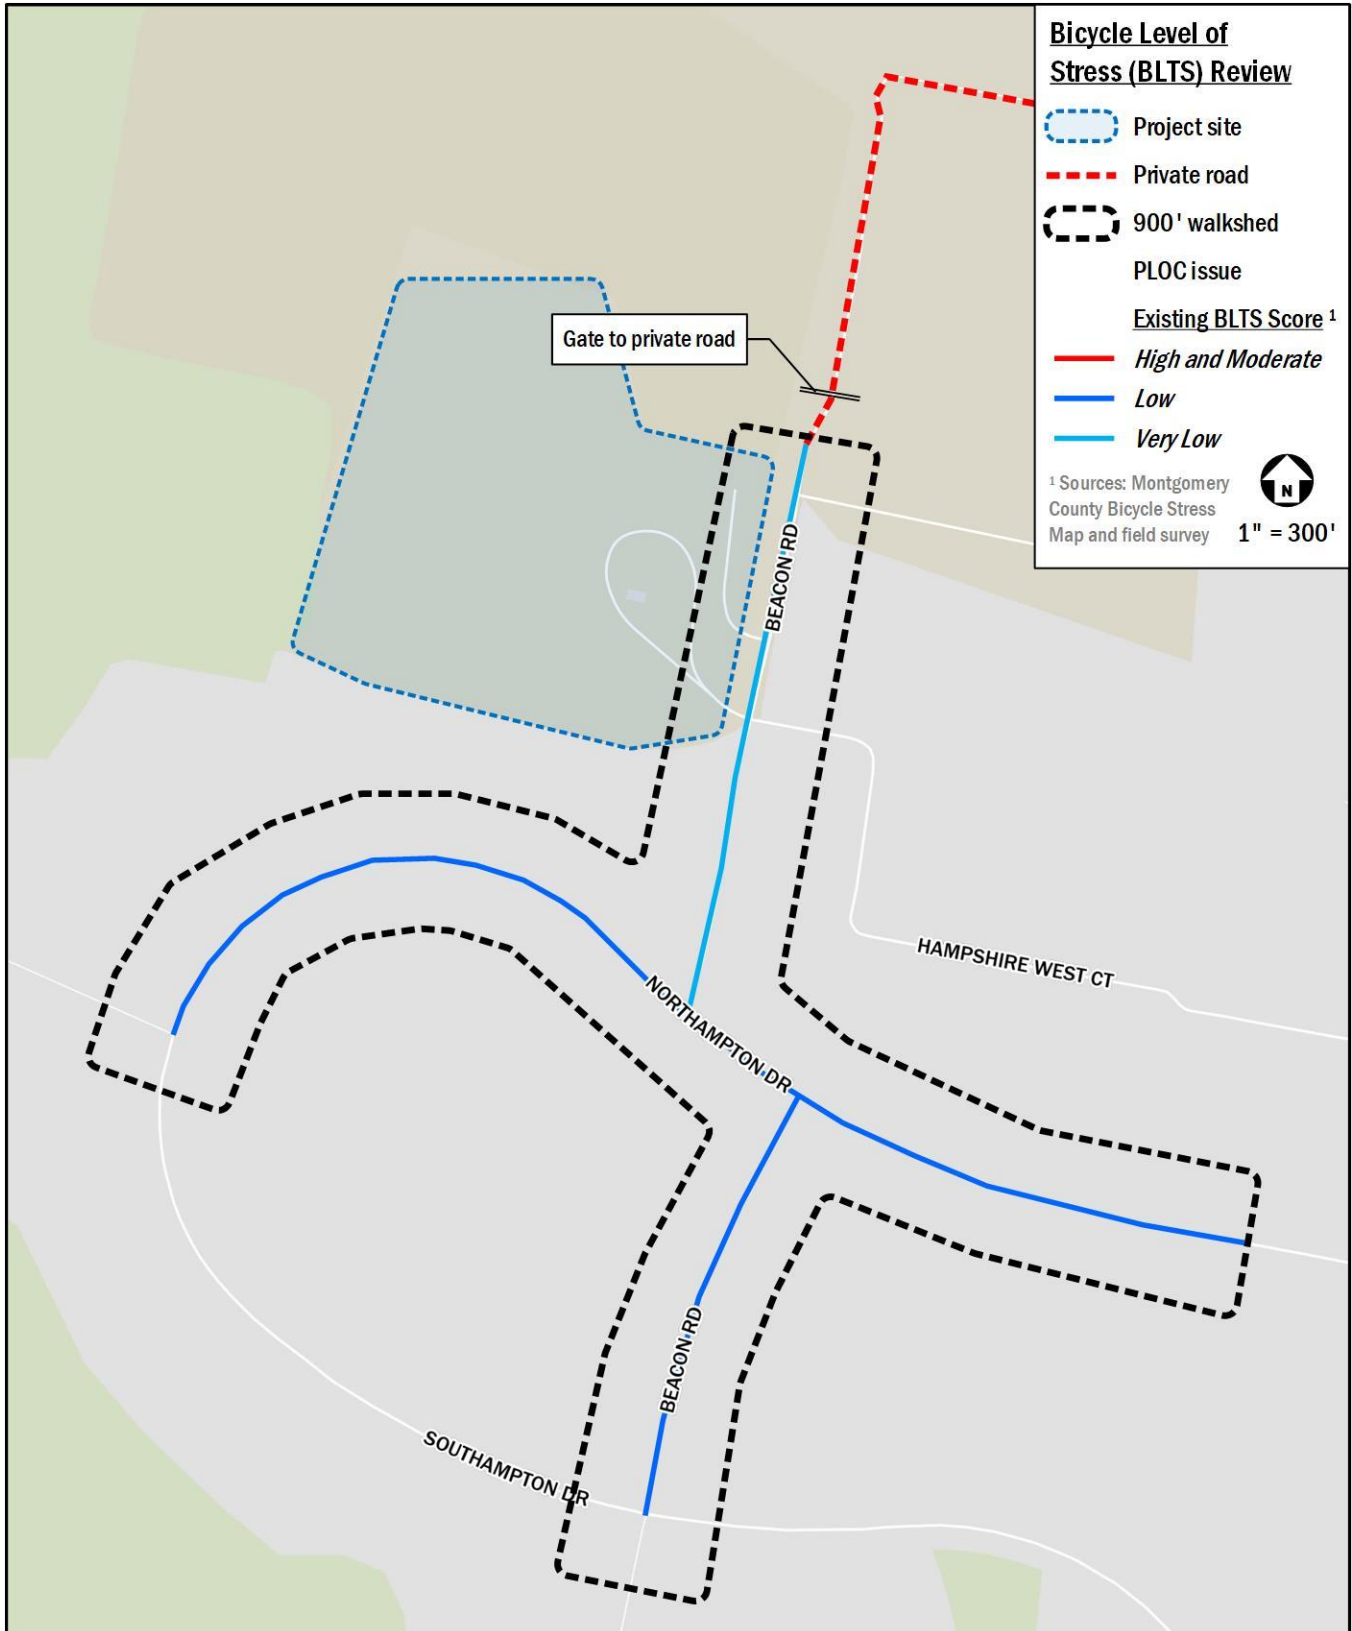 Bicycle Level of
Stress (BLTS) Review
Project site
Private road
900' walkshed
PLOC issue
Existing BLTS Score ¹
High and Moderate
Low
Very Low
¹ Sources: Montgomery
County Bicycle Stress
Map and field survey
N
1" = 300'
Gate to private road
BEACON RD
HAMPSHIRE WEST CT
NORTHAMPTON DR
BEACON RD
SOUTHAMPTON DR